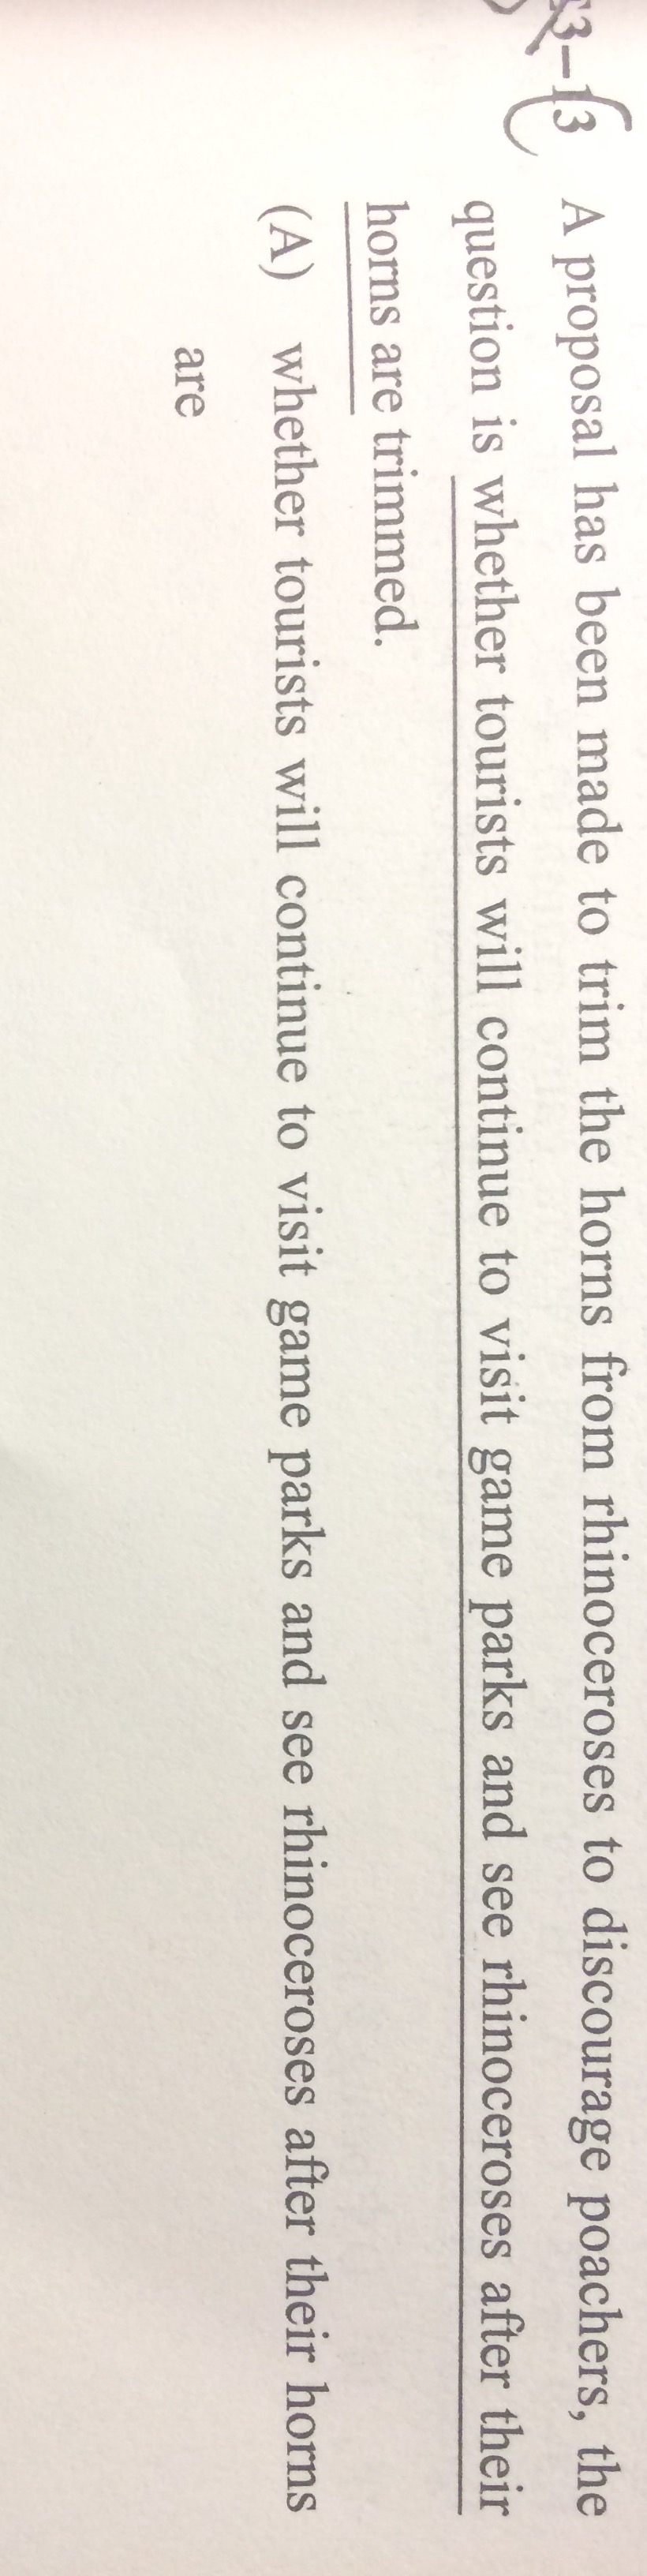 3-13 A proposal has been made to trim the horns from rhinoceroses to discourage poachers, the
question is whether tourists will continue to visit game parks and see rhinoceroses after their
horns are trimmed.
(A) whether tourists will continue to visit game parks and see rhinoceroses after their horns
are